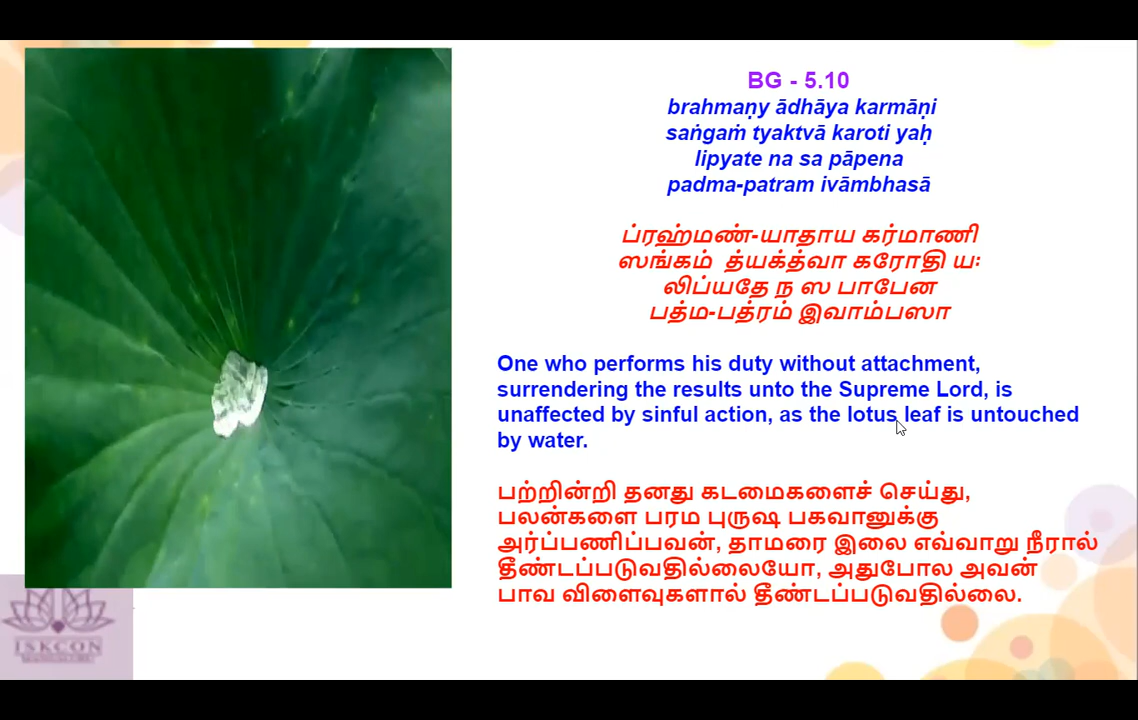 BG - 5.10
brahmaṇy ādhāya karmāṇi
saṅgaṁ tyaktvā karoti yaḥ
lipyate na sa pāpena
padma-patram ivāmbhasā
ப்ரஹ்மண்-யாதாய கர்மாணி
ஸங்கம் த்யக்த்வா கரோதி ய:
லிப்யதே ந ஸ பாபேன
பத்ம-பத்ரம் இவாம்பஸா
One who performs his duty without attachment,
surrendering the results unto the Supreme Lord, is
unaffected by sinful action, as the lotus leaf is untouched
by water.
பற்றின்றி தனது கடமைகளைச் செய்து,
பலன்களை பரம புருஷ பகவானுக்கு
அர்ப்பணிப்பவன், தாமரை இலை எவ்வாறு நீரால்
தீண்டப்படுவதில்லையோ, அதுபோல அவன்
பாவ விளைவுகளால் தீண்டப்படுவதில்லை.
ISKCON